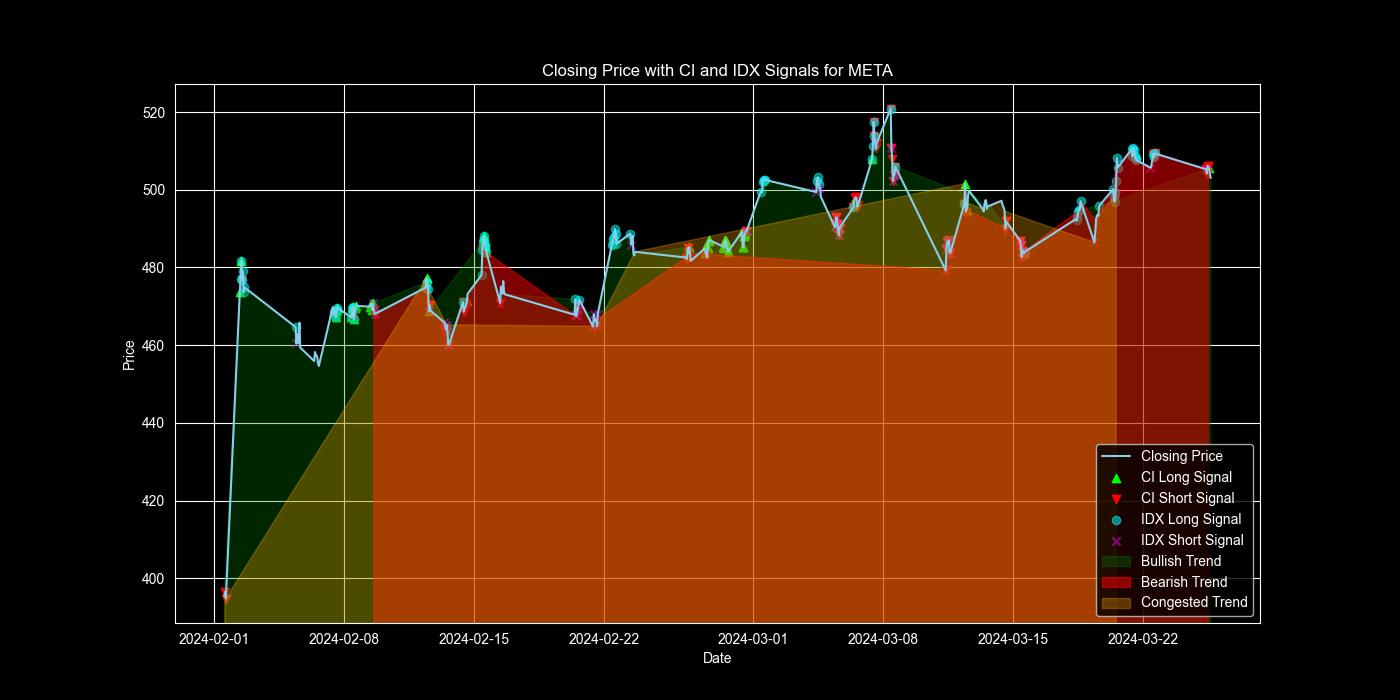 Closing Price with CI and IDX Signals for META
520
500
480
460
440
420
400
Price
2024-02-01
2024-02-08
2024-02-15
2024-02-22
2024-03-01
2024-03-08
2024-03-15
2024-03-22
Date
Closing Price
CI Long Signal
CI Short Signal
IDX Long Signal
IDX Short Signal
Bullish Trend
Bearish Trend
Congested Trend